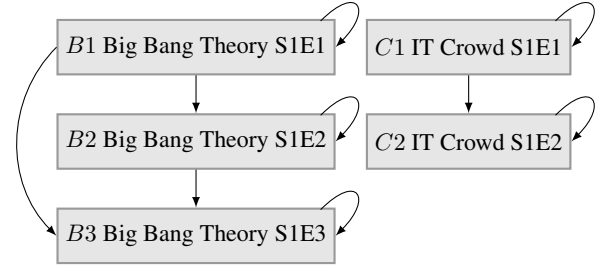 B1 Big Bang Theory S1E1
C1 IT Crowd S1E1
B2 Big Bang Theory S1E2
C2 IT Crowd S1E2
B3 Big Bang Theory S1E3